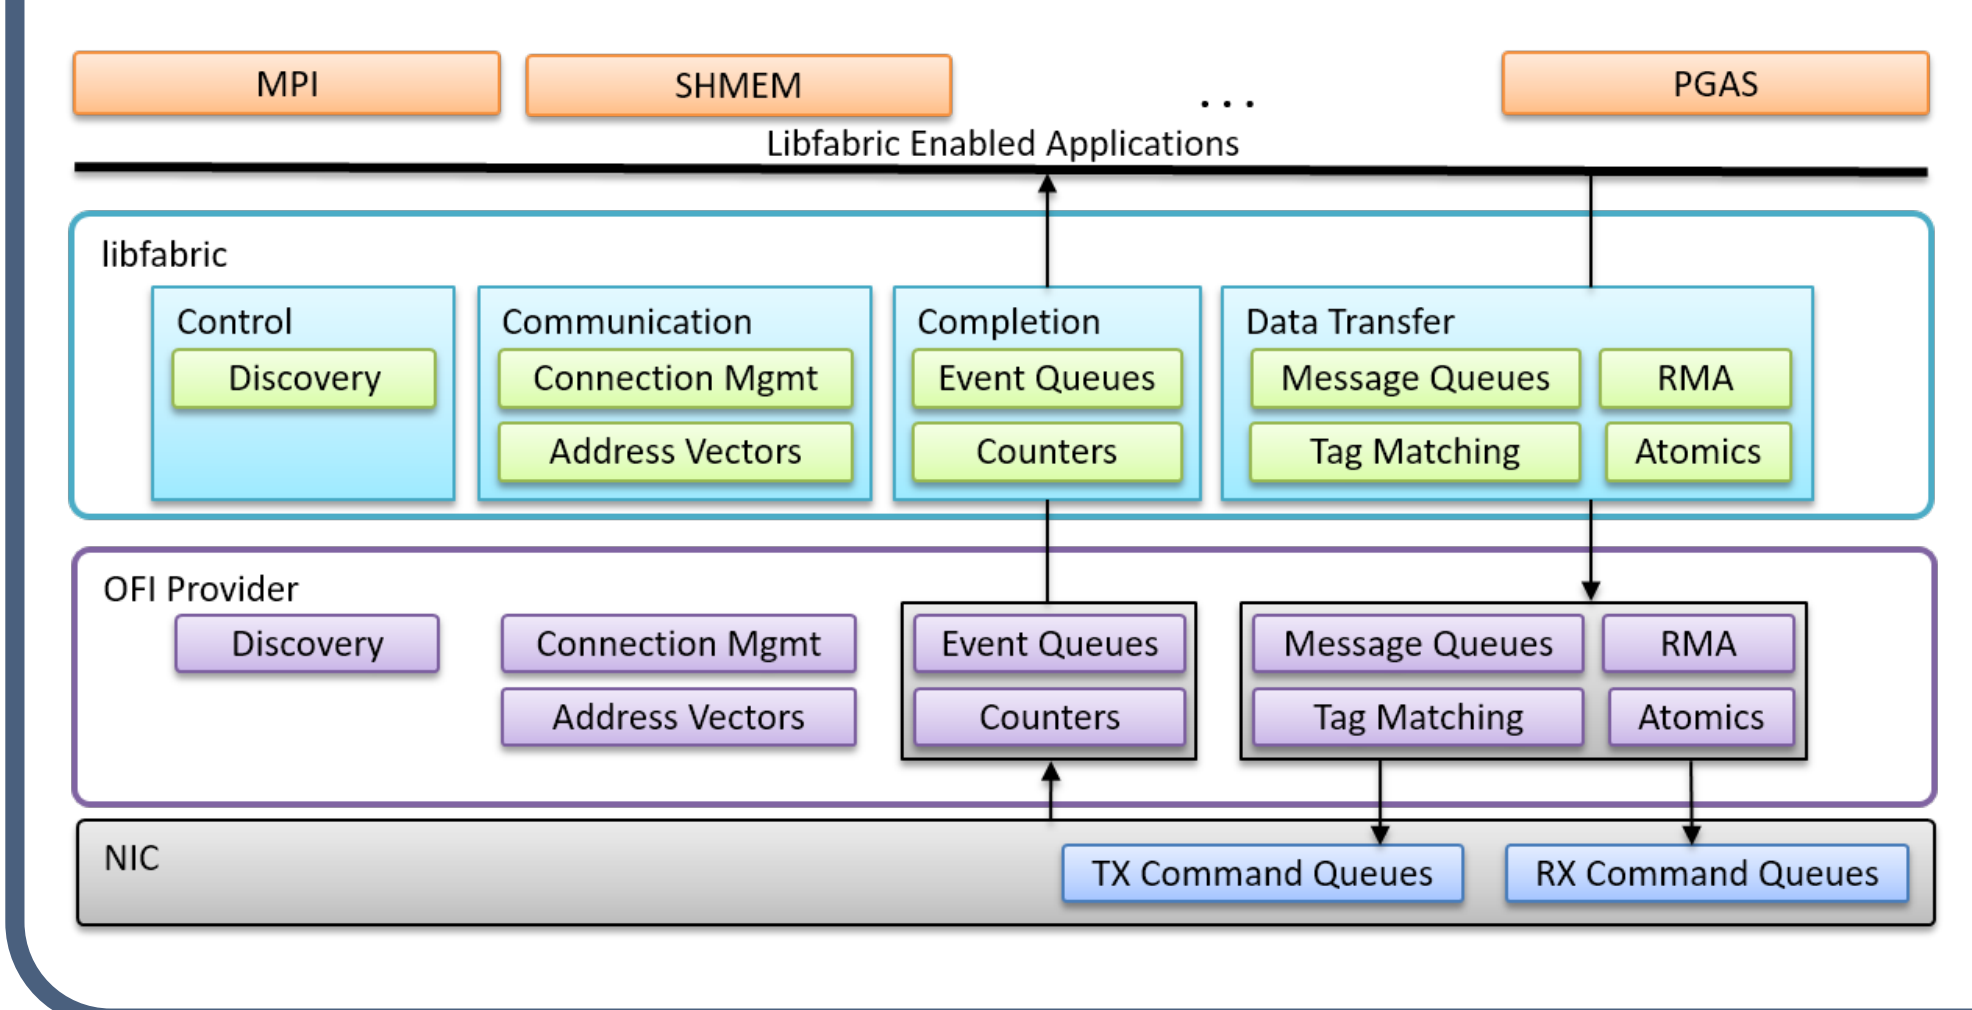 MPI
SHMEM
. . .
PGAS
Libfabric Enabled Applications
libfabric
Control
Discovery
Communication
Connection Mgmt
Address Vectors
Completion
Event Queues
Counters
Data Transfer
Message Queues
RMA
Tag Matching
Atomics
OFI Provider
Discovery
Connection Mgmt
Address Vectors
Event Queues
Counters
Message Queues
RMA
Tag Matching
Atomics
NIC
TX Command Queues
RX Command Queues